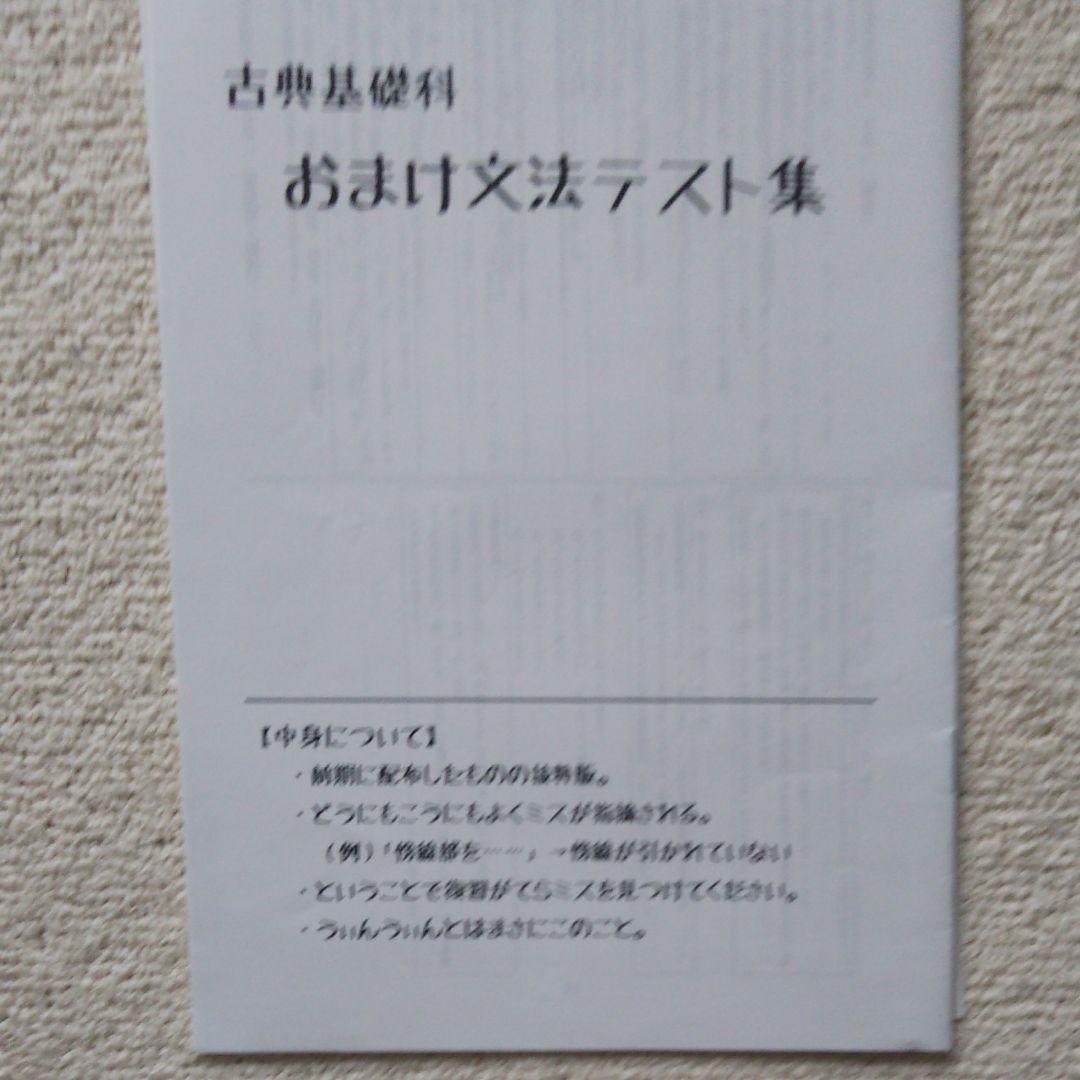 古典基礎科
おまけ文法テスト集
【中身について】
・前期に配布したものの総集版。
・どうにもこうにもよくミスが指摘される。
(例)「傍線部を……」→傍線が引かれていない
・ということで勉強がてらミスを見つけてください。
・うぃんうぃんとはまさにこのこと。